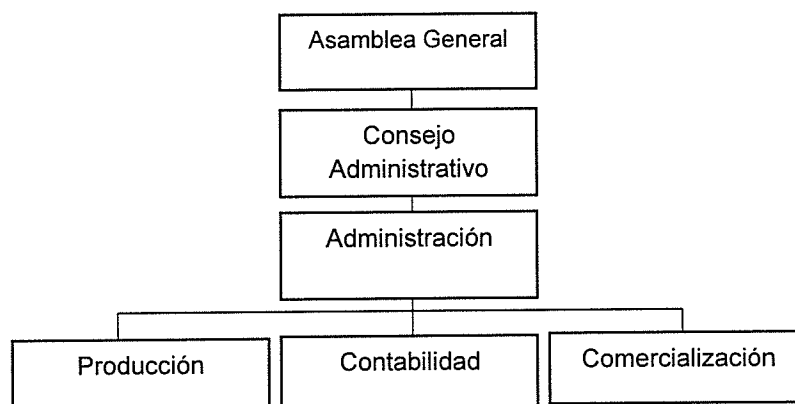 Asamblea General
Consejo
Administrativo
Administración
Producción
Contabilidad
Comercialización